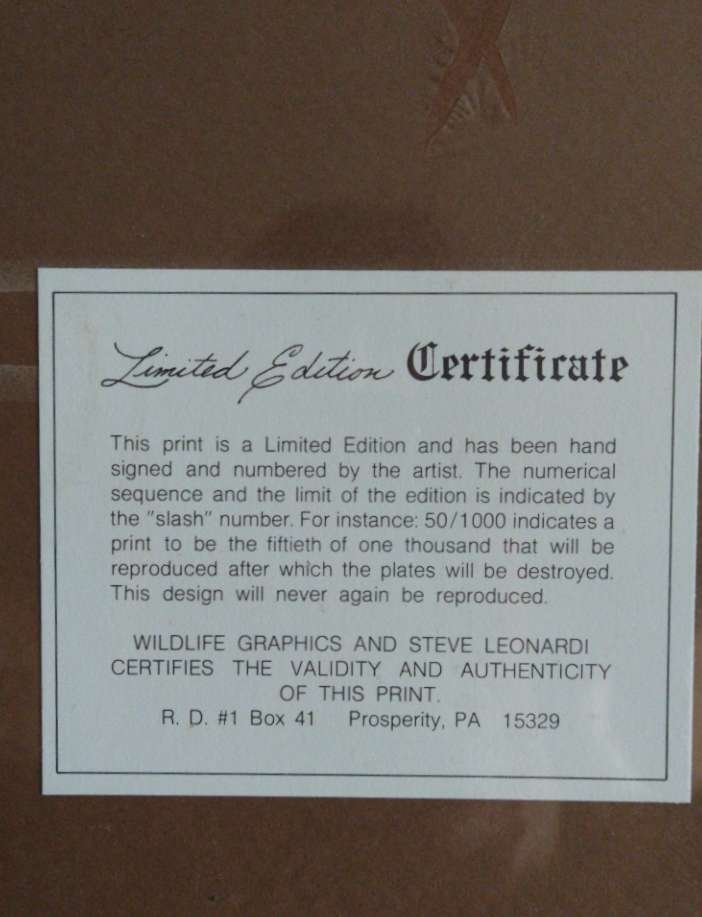 Limited Edition Certificate
This print is a Limited Edition and has been hand
signed and numbered by the artist. The numerical
sequence and the limit of the edition is indicated by
the "slash" number. For instance: 50/1000 indicates a
print to be the fiftieth of one thousand that will be
reproduced after which the plates will be destroyed.
This design will never again be reproduced.
WILDLIFE GRAPHICS AND STEVE LEONARDI
CERTIFIES THE VALIDITY AND AUTHENTICITY
OF THIS PRINT.
R. D. #1 Box 41 Prosperity, PA 15329